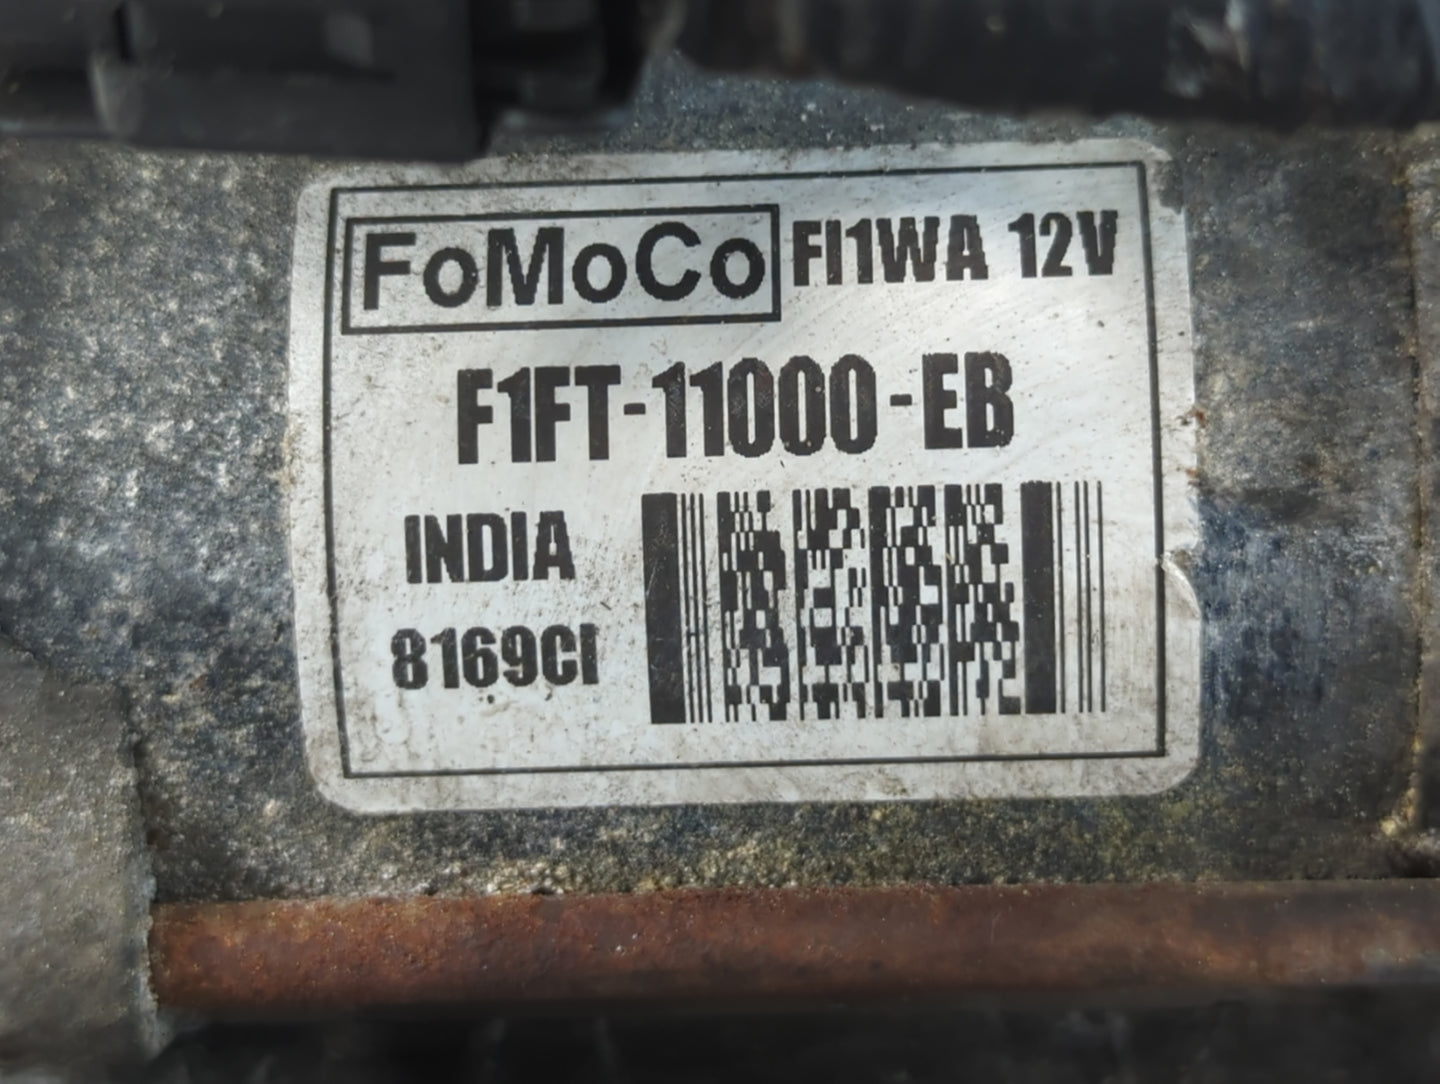 FoMoCo FI1WA 12V
F1FT-11000-EB
INDIA
8169CI